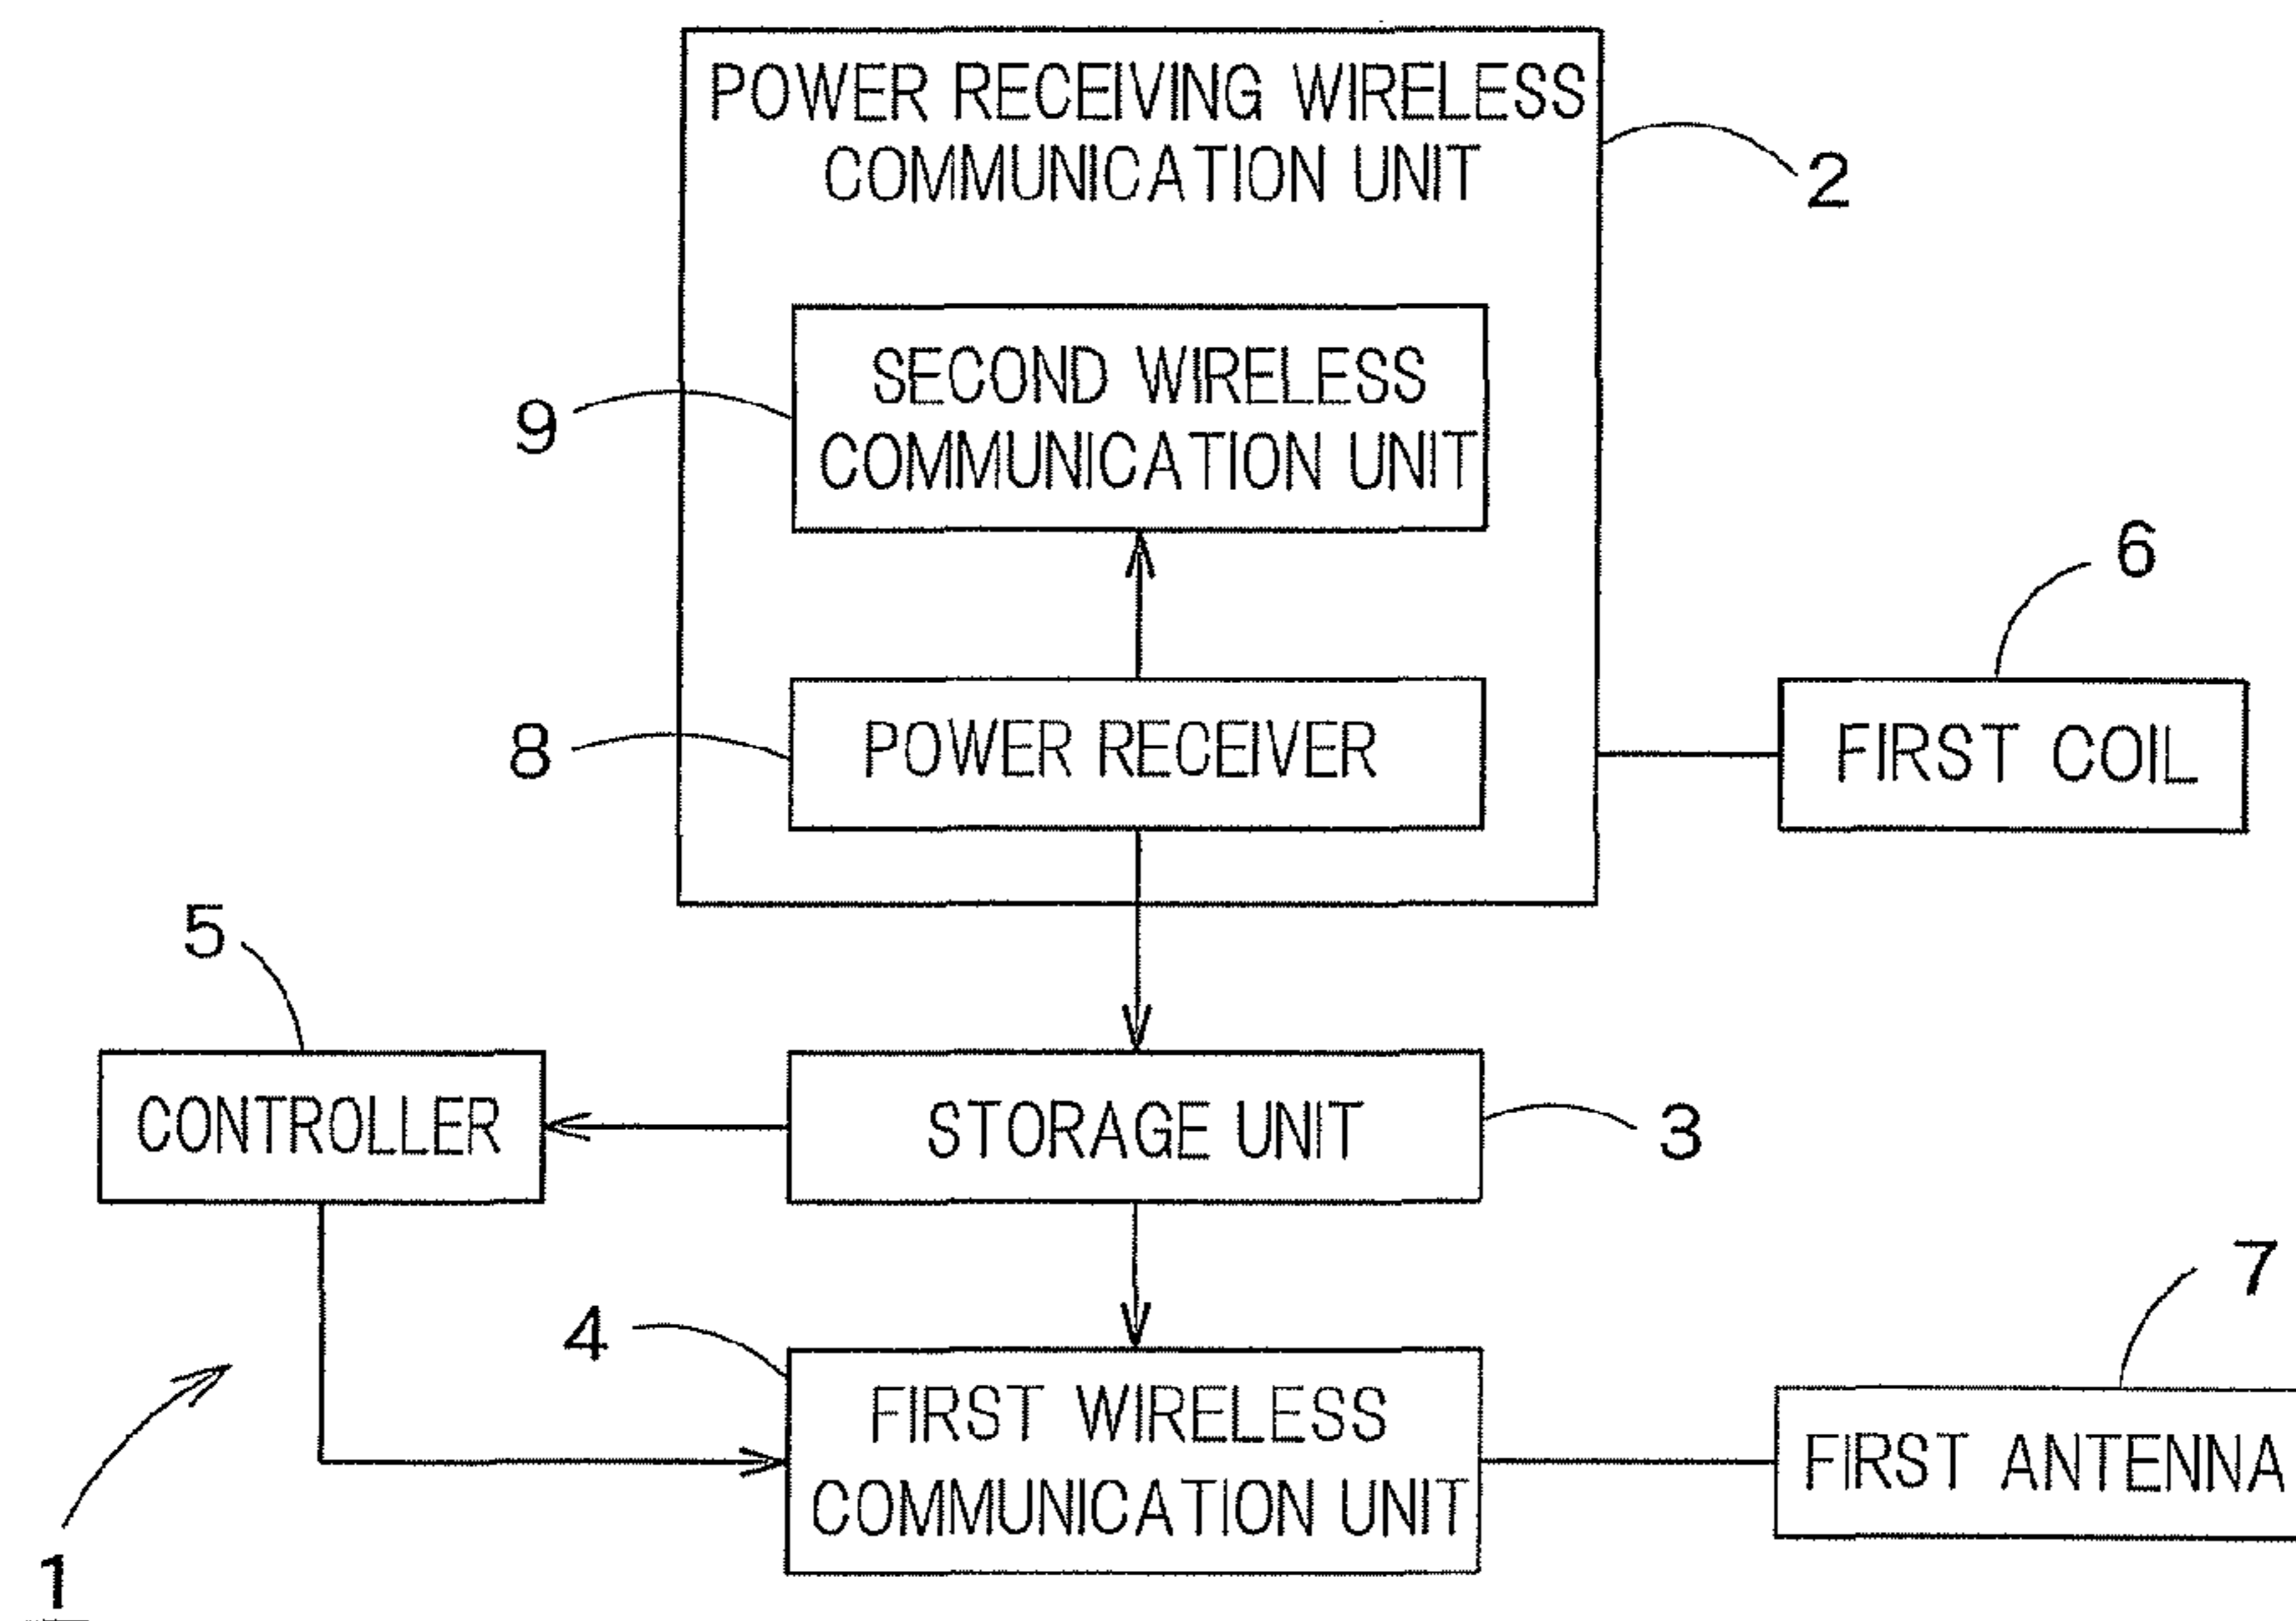 POWER RECEIVING WIRELESS
COMMUNICATION UNIT
2
SECOND WIRELESS
COMMUNICATION UNIT
9
6
POWER RECEIVER
8
FIRST COIL
5
CONTROLLER
STORAGE UNIT
3
7
4
FIRST WIRELESS
COMMUNICATION UNIT
FIRST ANTENNA
1